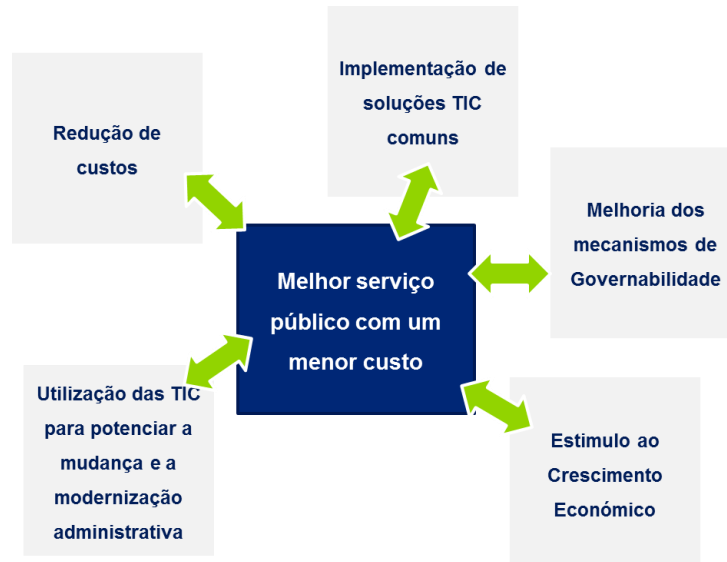 Implementação de
soluções TIC
comuns
Redução de
custos
Melhoria dos
mecanismos de
Governabilidade
Melhor serviço
público com um
menor custo
Utilização das TIC
para potenciar a
mudança e a
modernização
administrativa
Estimulo ao
Crescimento
Económico